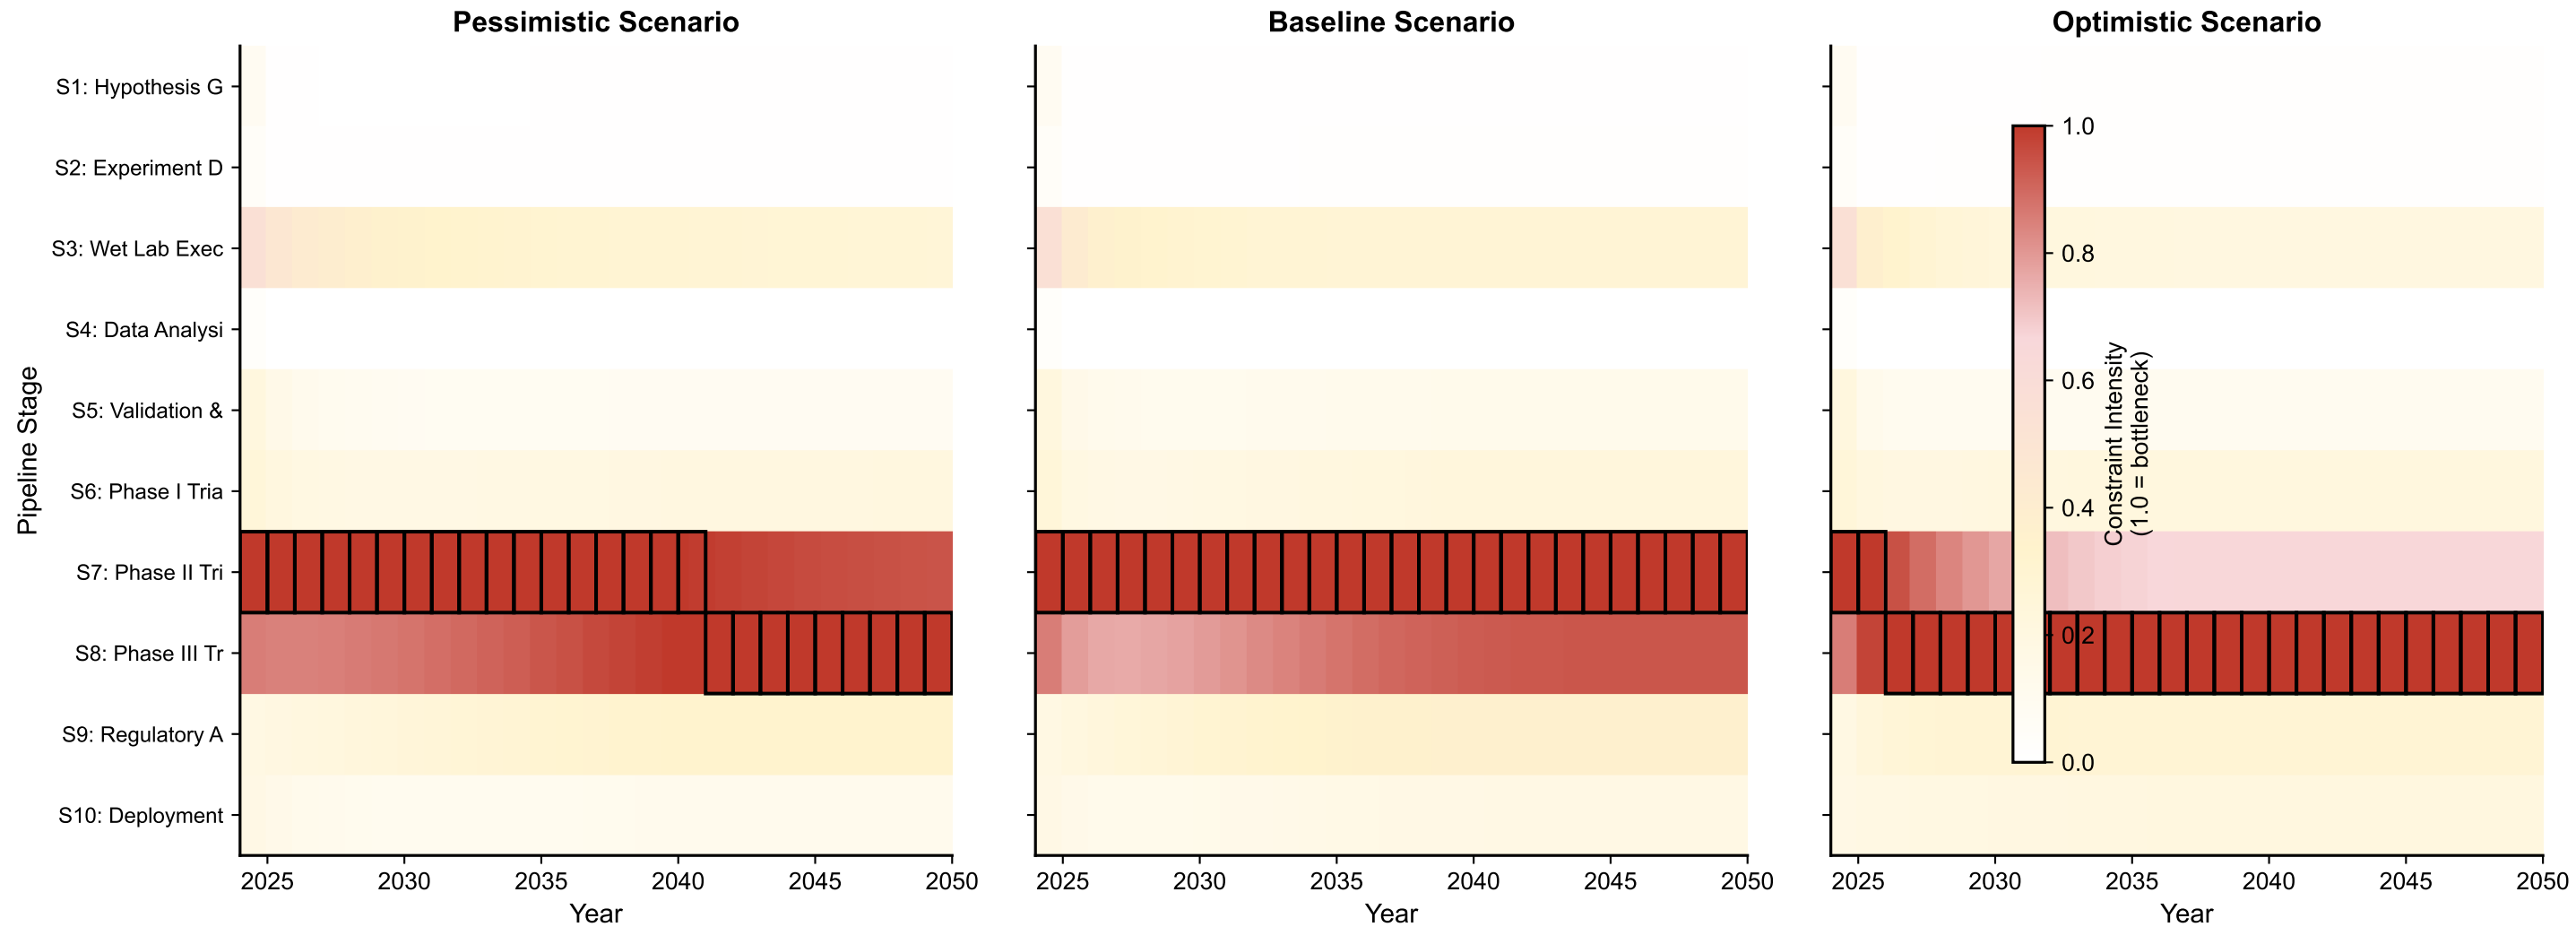 Pessimistic Scenario
Baseline Scenario
Optimistic Scenario
Pipeline Stage
S1: Hypothesis G
S2: Experiment D
S3: Wet Lab Exec
S4: Data Analysi
S5: Validation &
S6: Phase I Tria
S7: Phase II Tri
S8: Phase III Tr
S9: Regulatory A
S10: Deployment
2025 2030 2035 2040 2045 2050
Year
2025 2030 2035 2040 2045 2050
Year
2025 2030 2035 2040 2045 2050
Year
1.0
0.8
0.6
0.4
0.2
0.0
Constraint Intensity
(1.0 = bottleneck)